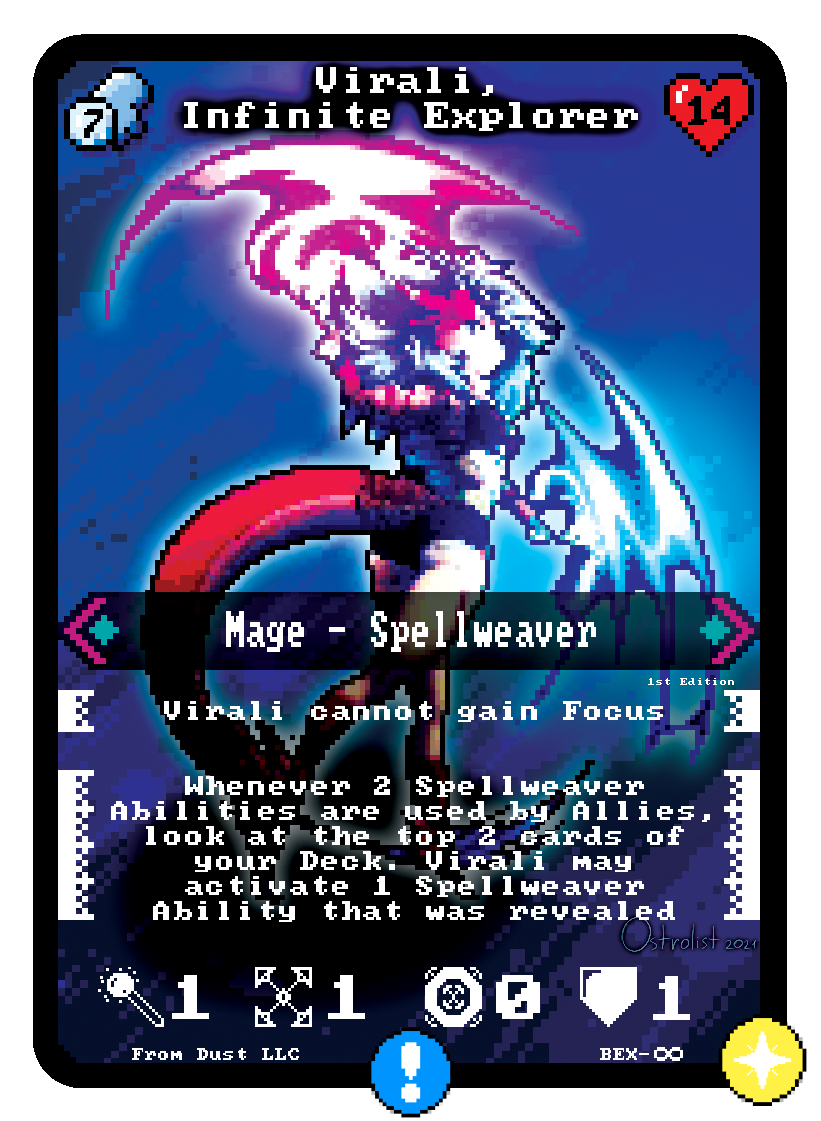 Virali,
Infinite Explorer
7
14
Mage - Spellweaver
1st Edition
Virali cannot gain Focus
Whenever 2 Spellweaver
Abilities are used by Allies,
look at the top 2 cards of
your Deck. Virali may
activate 1 Spellweaver
Ability that was revealed
Ostrolist 2021
1 1 0 1
From Dust LLC
BEX-∞
!